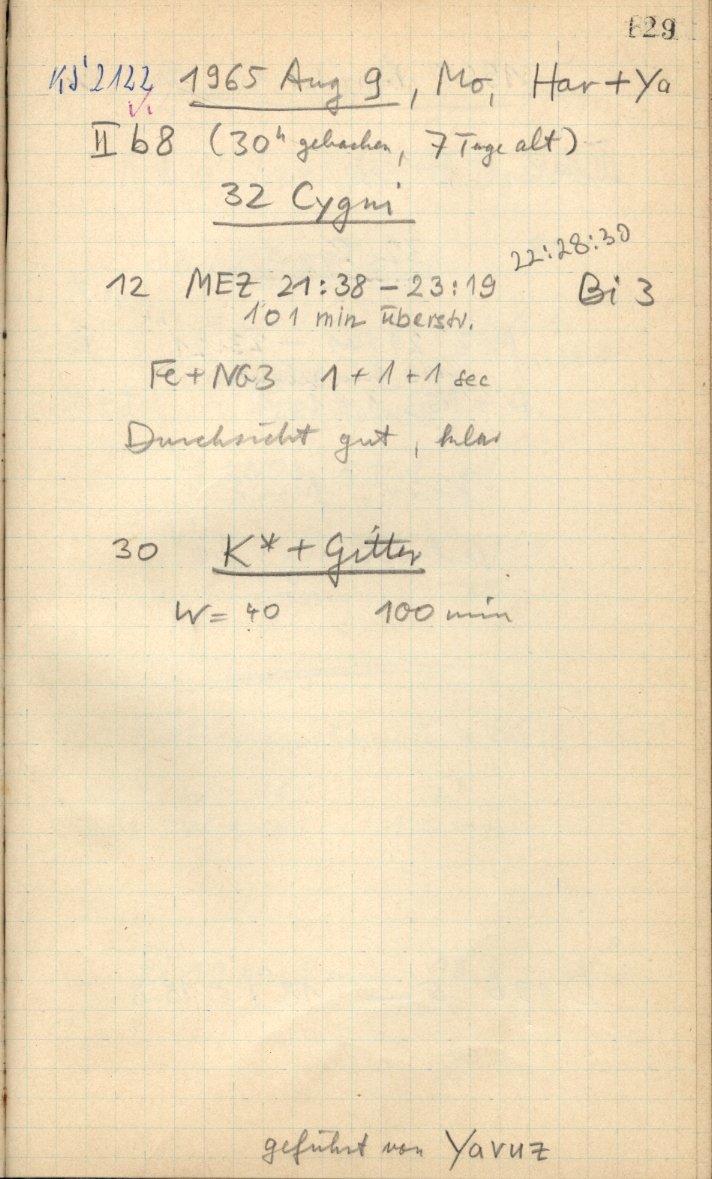 129
KS 2122 1965 Aug 9, Mo, Har+Ya
II b8 (30ʰ gebacken, 7 Tage alt)
32 Cygni
22:28:30
12 MEZ 21:38 – 23:19 Bi 3
101 min überstr.
Fe+NG3 1+1+1 sec
Durchsicht gut, klar
30 K*+Gitter
W= 40 100 min
geführt von Yavuz